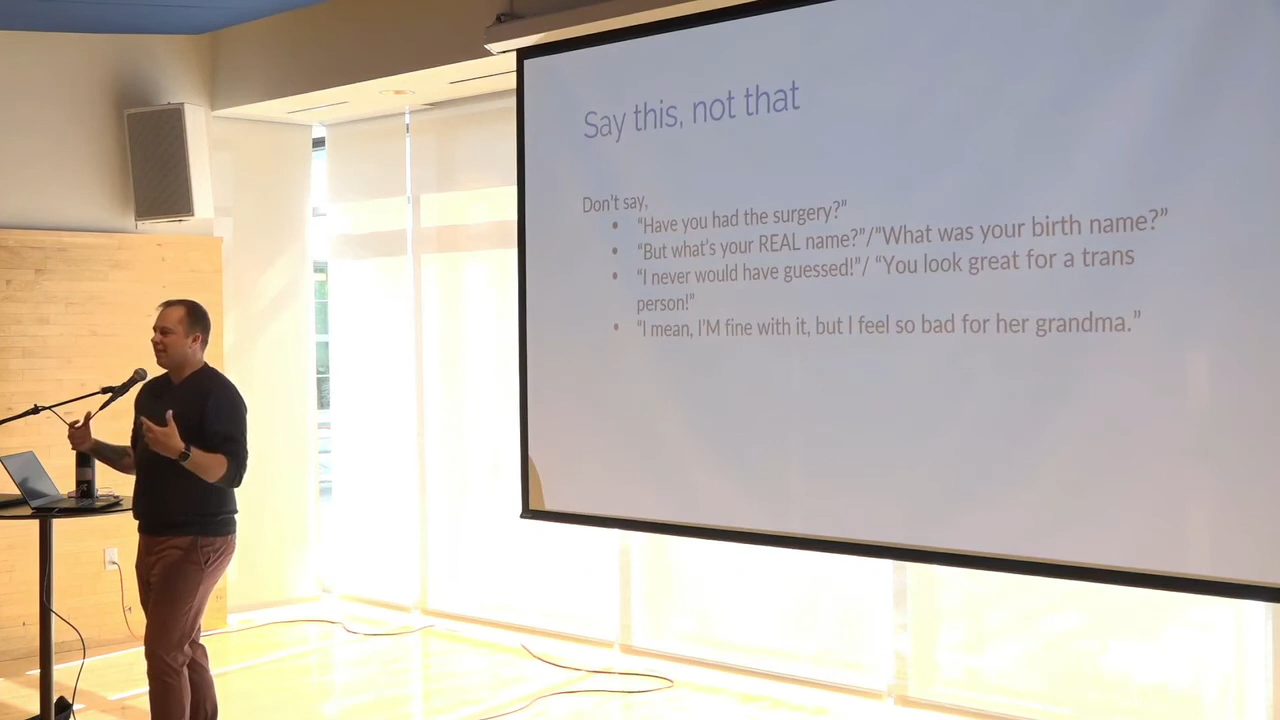 Say this, not that
Don't say,
• "Have you had the surgery?"
• "But what's your REAL name?"/"What was your birth name?"
• "I never would have guessed!"/ "You look great for a trans
person!"
• "I mean, I'M fine with it, but I feel so bad for her grandma."